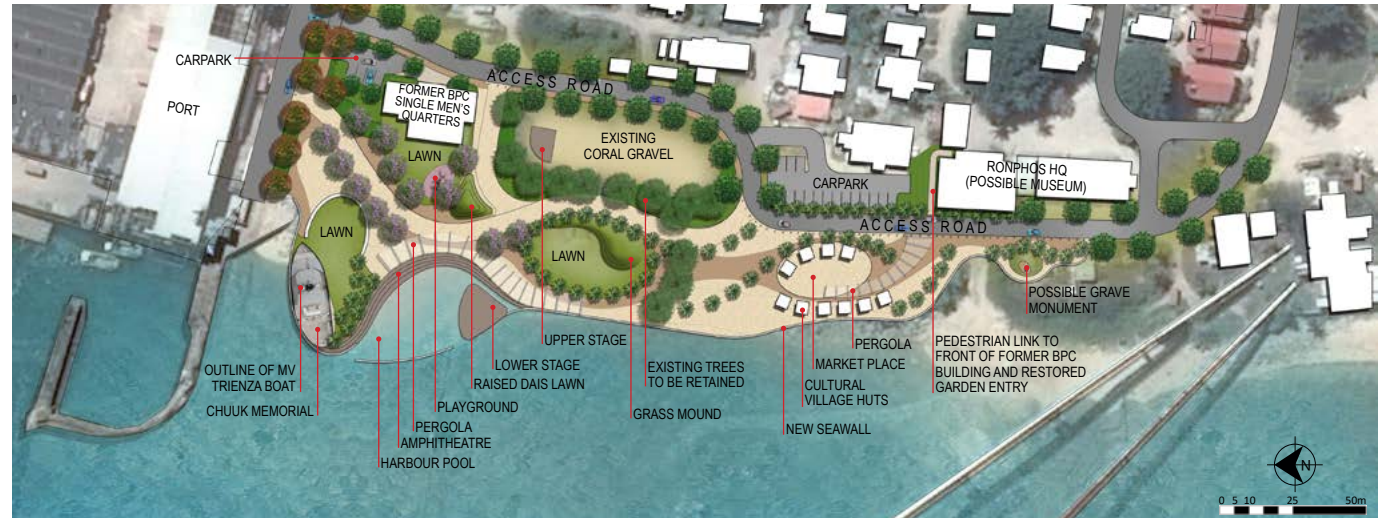 CARPARK
PORT
FORMER BPC
SINGLE MEN'S
QUARTERS
ACCESS ROAD
EXISTING
CORAL GRAVEL
LAWN
CARPARK
RONPHOS HQ
(POSSIBLE MUSEUM)
ACCESS ROAD
LAWN
LAWN
OUTLINE OF MV
TRIENZA BOAT
CHUUK MEMORIAL
HARBOUR POOL
AMPHITHEATRE
PERGOLA
PLAYGROUND
RAISED DAIS LAWN
LOWER STAGE
UPPER STAGE
GRASS MOUND
EXISTING TREES
TO BE RETAINED
NEW SEAWALL
CULTURAL
VILLAGE HUTS
MARKET PLACE
PERGOLA
PEDESTRIAN LINK TO
FRONT OF FORMER BPC
BUILDING AND RESTORED
GARDEN ENTRY
POSSIBLE GRAVE
MONUMENT
N
0 5 10 25 50m